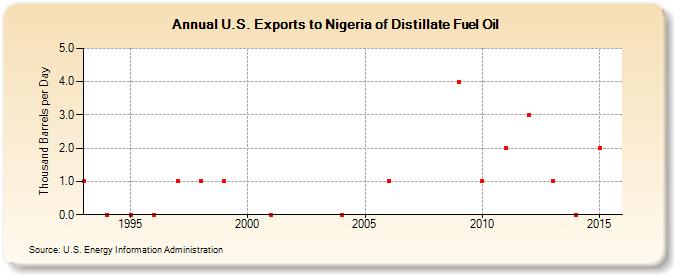 Annual U.S. Exports to Nigeria of Distillate Fuel Oil
Thousand Barrels per Day
5.0
4.0
3.0
2.0
1.0
0.0
1995 2000 2005 2010 2015
Source: U.S. Energy Information Administration